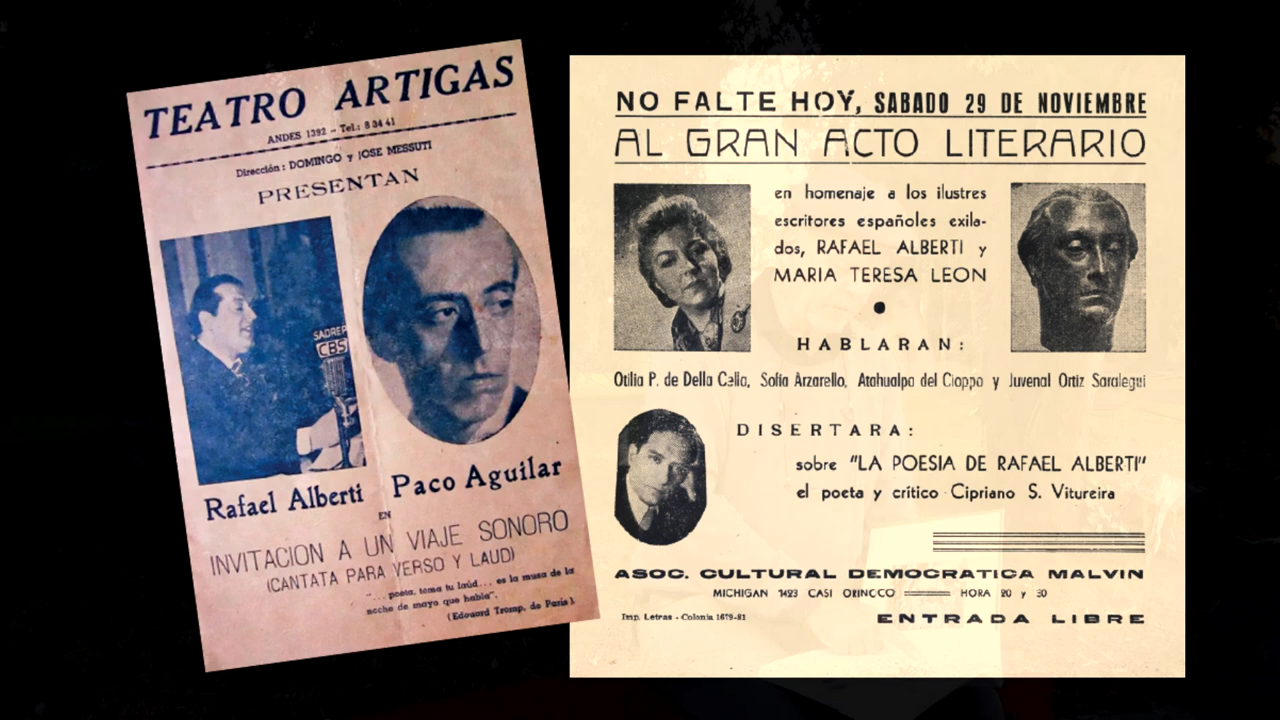 TEATRO ARTIGAS
ANDES 1392 - Tel.: 8 34 41
Dirección: DOMINGO y JOSE MESSUTI
PRESENTAN
SADREP
CBS
Rafael Alberti
Paco Aguilar
EN
INVITACION A UN VIAJE SONORO
(CANTATA PARA VERSO Y LAUD)
"... poeta, toma tu laúd... es la musa de la
noche de mayo que habla".
(Edouard Tromp, de París).
NO FALTE HOY, SABADO 29 DE NOVIEMBRE
AL GRAN ACTO LITERARIO
en homenaje a los ilustres
escritores españoles exila-
dos, RAFAEL ALBERTI y
MARIA TERESA LEON
HABLARAN:
Otilia P. de Della Celia, Sofía Arzarello, Atahualpa del Cioppo y Juvenal Ortiz Saralegui
DISERTARA:
sobre "LA POESIA DE RAFAEL ALBERTI"
el poeta y crítico Cipriano S. Vitureira
ASOC. CULTURAL DEMOCRATICA MALVIN
MICHIGAN 1423 CASI ORINOCO HORA 20 y 30
Imp. Letras - Colonia 1679-81
ENTRADA LIBRE